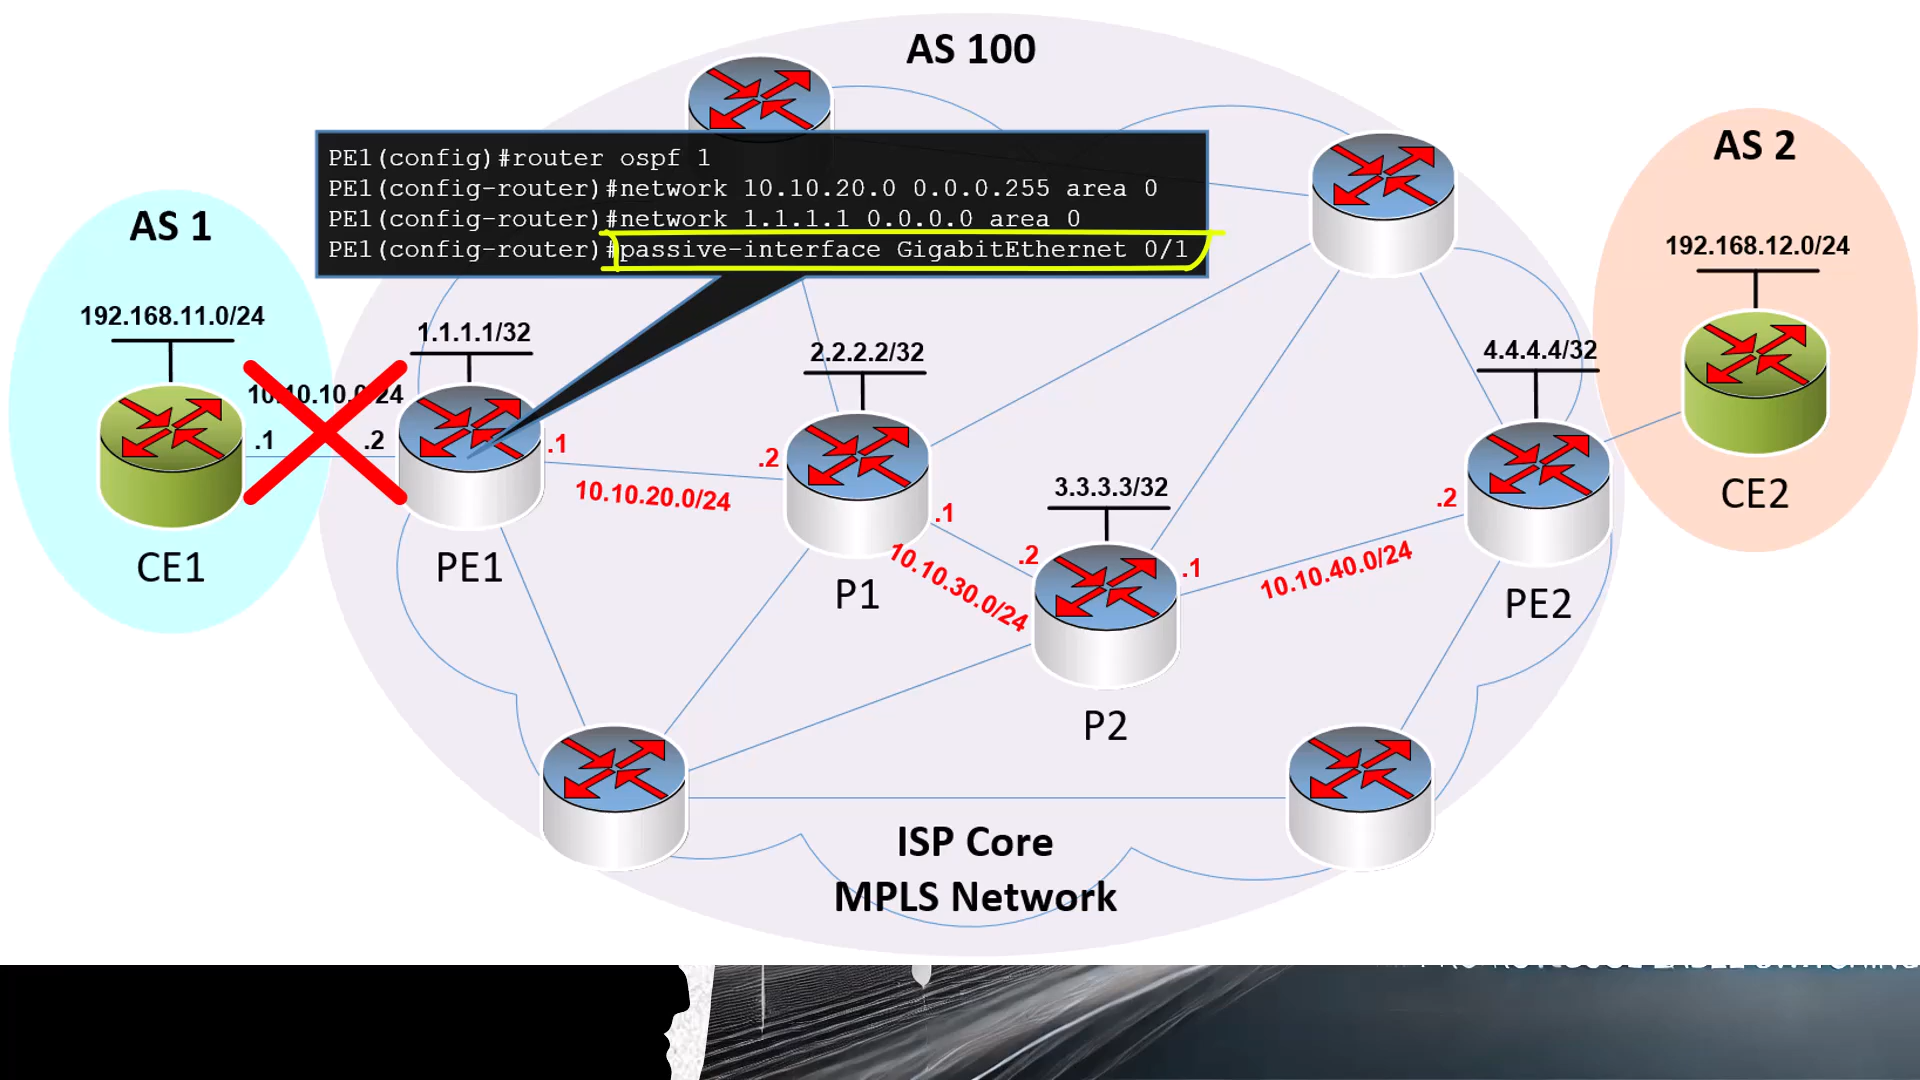 AS 100
PE1(config)#router ospf 1
PE1(config-router)#network 10.10.20.0 0.0.0.255 area 0
PE1(config-router)#network 1.1.1.1 0.0.0.0 area 0
PE1(config-router)#passive-interface GigabitEthernet 0/1
AS 1
192.168.11.0/24
10.10.10.0/24
.1
.2
CE1
1.1.1.1/32
PE1
.1
10.10.20.0/24
.2
2.2.2.2/32
P1
.1
10.10.30.0/24
.2
3.3.3.3/32
P2
.1
10.10.40.0/24
.2
4.4.4.4/32
PE2
AS 2
192.168.12.0/24
CE2
ISP Core
MPLS Network